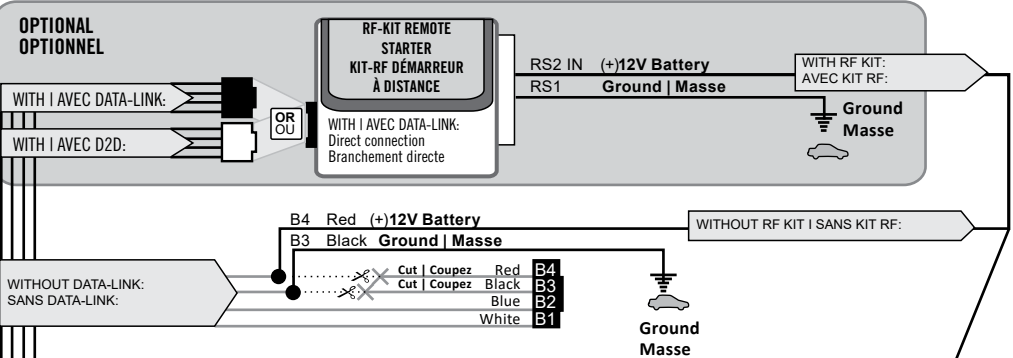 OPTIONAL
OPTIONNEL
RF-KIT REMOTE
STARTER
KIT-RF DÉMARREUR
À DISTANCE
WITH | AVEC DATA-LINK:
Direct connection
Branchement directe
WITH | AVEC DATA-LINK:
WITH | AVEC D2D:
OR
OU
RS2 IN (+)12V Battery
RS1 Ground | Masse
WITH RF KIT:
AVEC KIT RF:
Ground
Masse
B4 Red (+)12V Battery
B3 Black Ground | Masse
WITHOUT RF KIT I SANS KIT RF:
WITHOUT DATA-LINK:
SANS DATA-LINK:
Cut | Coupez Red B4
Cut | Coupez Black B3
Blue B2
White B1
Ground
Masse